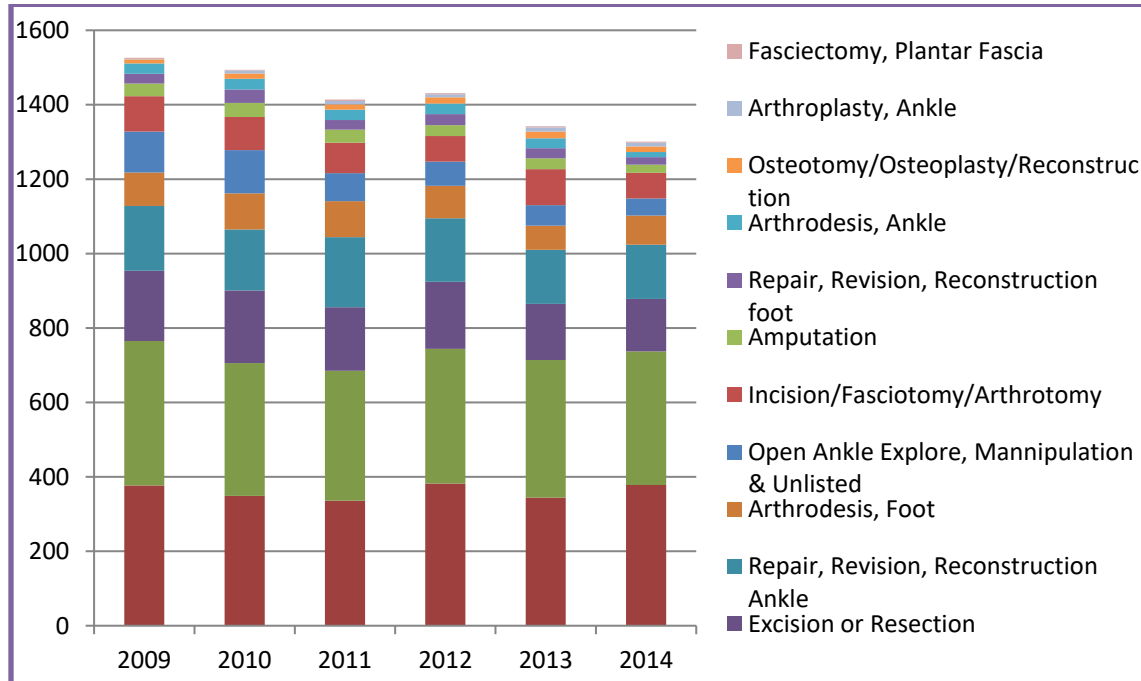 1600
1400
1200
1000
800
600
400
200
0
2009 2010 2011 2012 2013 2014
Fasciectomy, Plantar Fascia
Arthroplasty, Ankle
Osteotomy/Osteoplasty/Reconstruc
tion
Arthrodesis, Ankle
Repair, Revision, Reconstruction
foot
Amputation
Incision/Fasciotomy/Arthrotomy
Open Ankle Explore, Mannipulation
& Unlisted
Arthrodesis, Foot
Repair, Revision, Reconstruction
Ankle
Excision or Resection